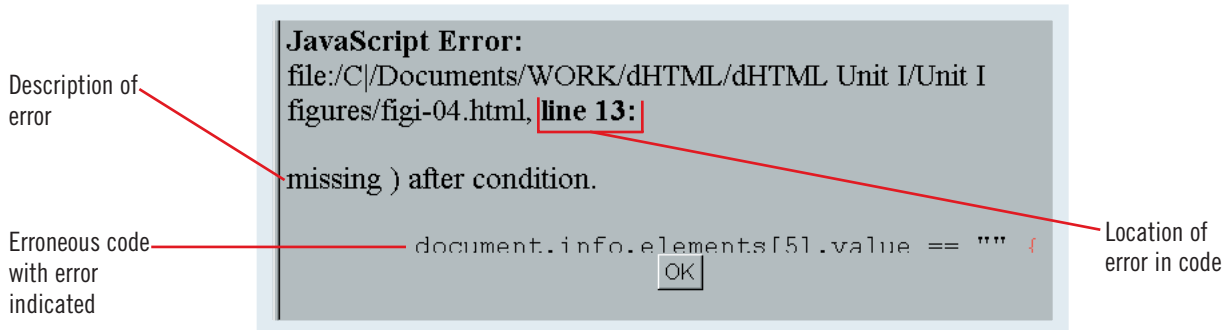 JavaScript Error:
file:/C|/Documents/WORK/dHTML/dHTML Unit I/Unit I
figures/figi-04.html, line 13:
Description of
error
missing ) after condition.
Erroneous code
with error
indicated
document.info.elements[5].value == "" {
OK
Location of
error in code